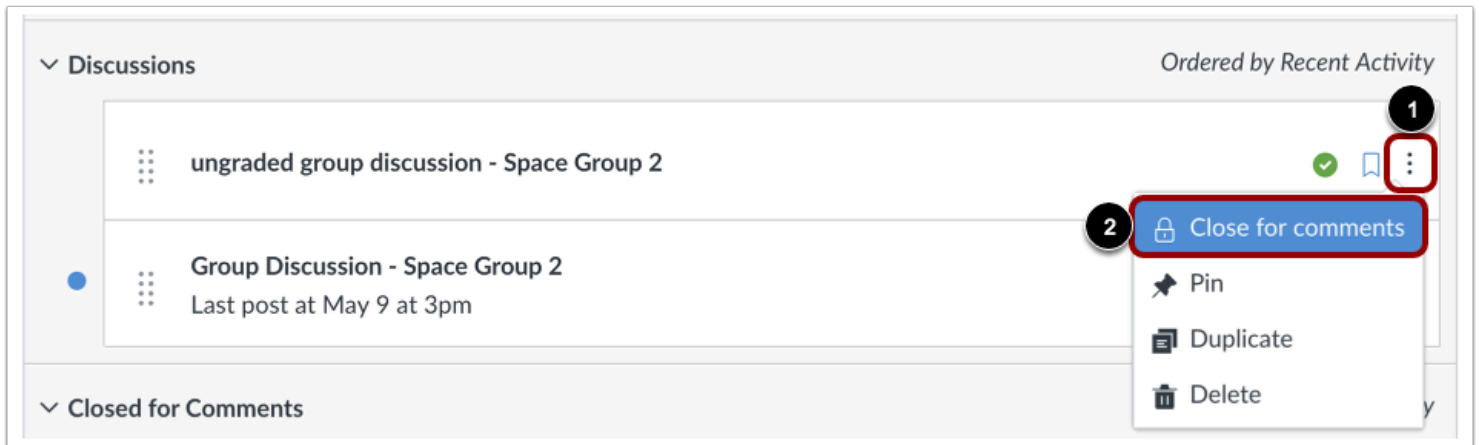 Discussions
Ordered by Recent Activity
1
ungraded group discussion - Space Group 2
2
Close for comments
Group Discussion - Space Group 2
Last post at May 9 at 3pm
Pin
Duplicate
Delete
Closed for Comments
y